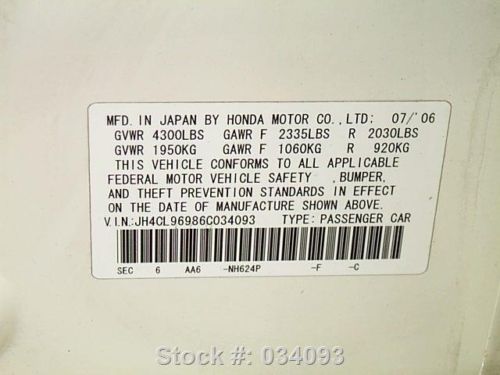 MFD. IN JAPAN BY HONDA MOTOR CO.,LTD: 07/'06
GVWR 4300LBS GAWR F 2335LBS R 2030LBS
GVWR 1950KG GAWR F 1060KG R 920KG
THIS VEHICLE CONFORMS TO ALL APPLICABLE
FEDERAL MOTOR VEHICLE SAFETY ,BUMPER,
AND THEFT PREVENTION STANDARDS IN EFFECT
ON THE DATE OF MANUFACTURE SHOWN ABOVE.
V.I.N:JH4CL96986C034093 TYPE: PASSENGER CAR
SEC 6 AA6 -NH624P -F -C
Stock #: 034093